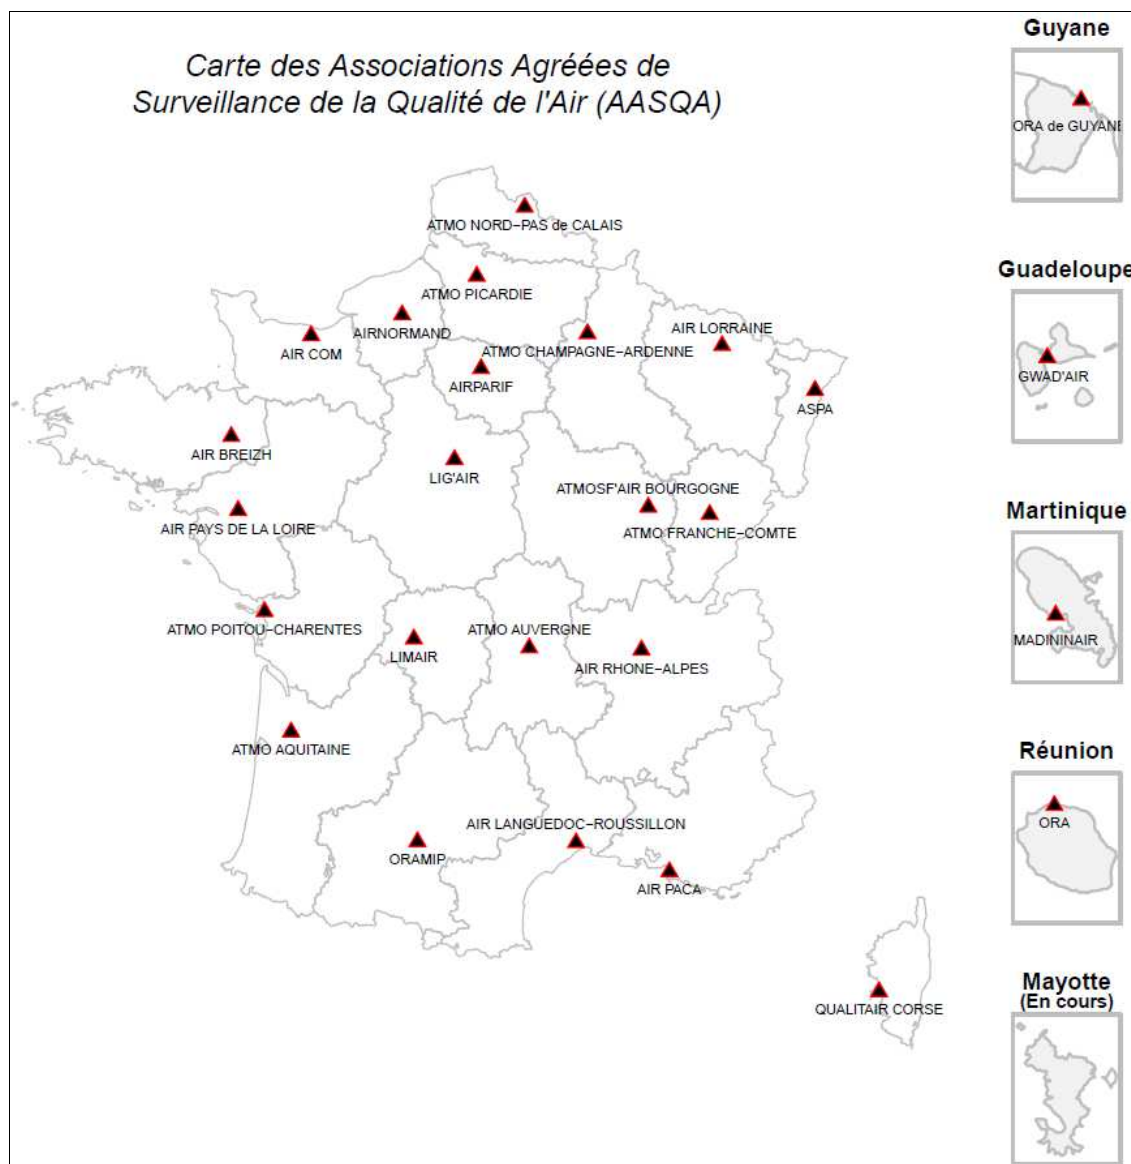 Carte des Associations Agréées de
Surveillance de la Qualité de l'Air (AASQA)
ATMO NORD−PAS de CALAIS
ATMO PICARDIE
AIRNORMAND
AIR COM
ATMO CHAMPAGNE−ARDENNE
AIR LORRAINE
AIRPARIF
ASPA
AIR BREIZH
LIG'AIR
ATMOSF'AIR BOURGOGNE
AIR PAYS DE LA LOIRE
ATMO FRANCHE−COMTE
ATMO POITOU−CHARENTES
ATMO AUVERGNE
LIMAIR
AIR RHONE−ALPES
ATMO AQUITAINE
AIR LANGUEDOC−ROUSSILLON
ORAMIP
AIR PACA
QUALITAIR CORSE
Guyane
ORA de GUYANE
Guadeloupe
GWAD'AIR
Martinique
MADININAIR
Réunion
ORA
Mayotte
(En cours)